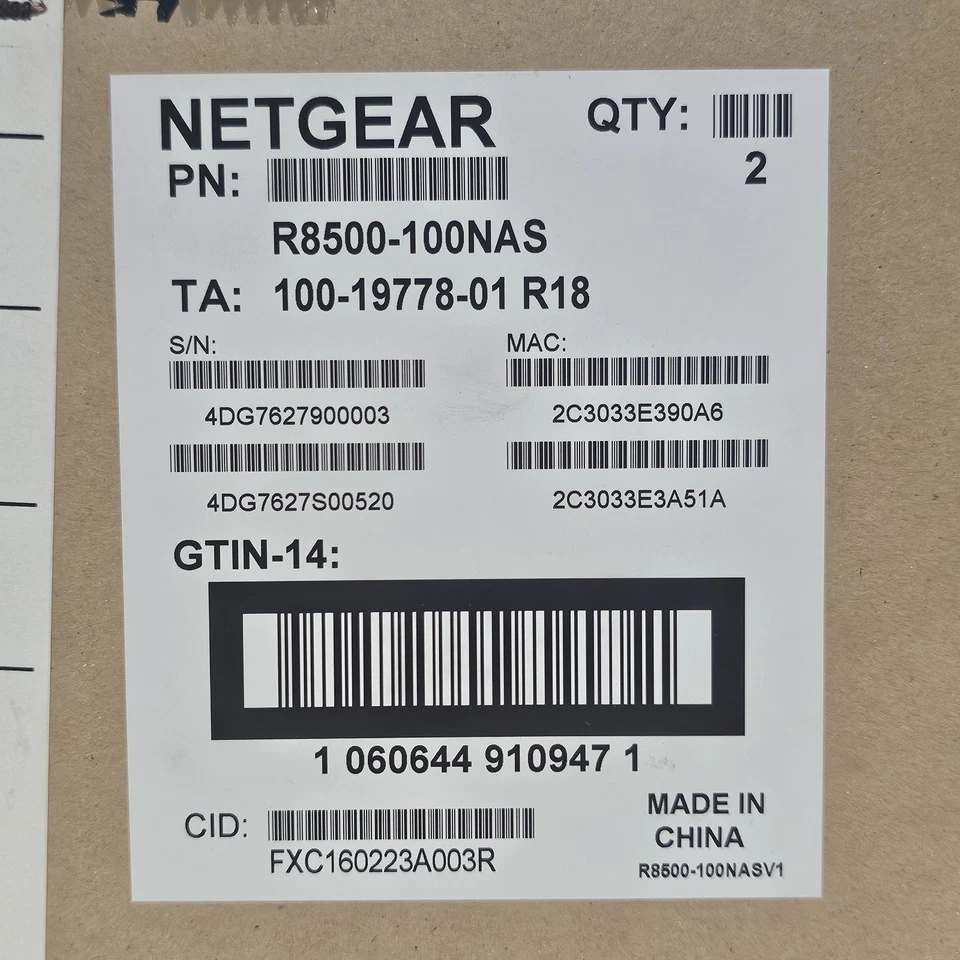 NETGEAR QTY:
2
PN:
R8500-100NAS
TA: 100-19778-01 R18
S/N: MAC:
4DG7627900003 2C3033E390A6
4DG7627S00520 2C3033E3A51A
GTIN-14:
1 060644 910947 1
CID:
FXC160223A003R
MADE IN
CHINA
R8500-100NASV1